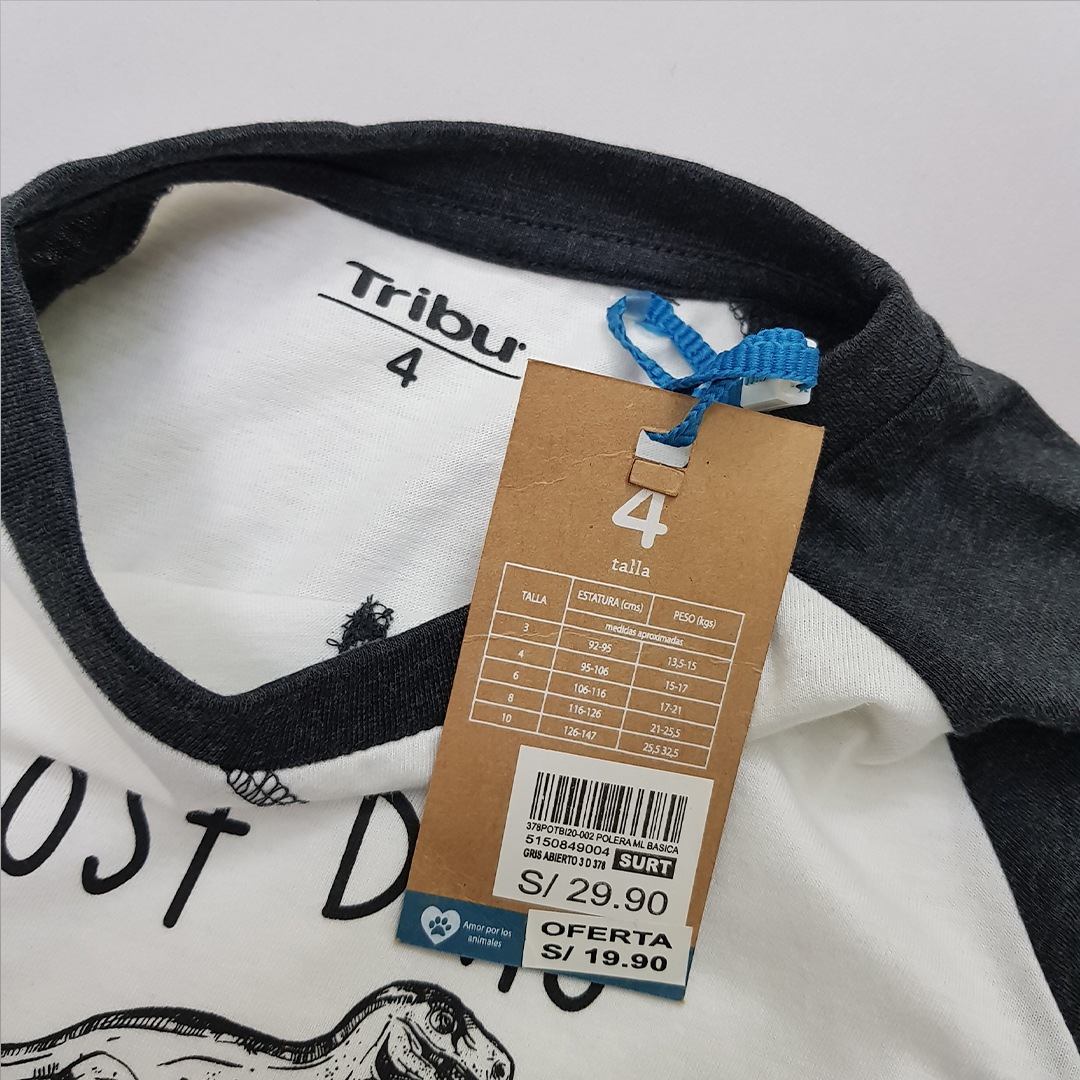 Tribu
4
4
talla
TALLA ESTATURA (cms) PESO (kgs)
medidas aproximadas
3 92-95 13,5-15
4 95-106 15-17
6 106-116 17-21
8 116-126 21-25,5
10 126-147 25,5 32,5
378POTBI20-002 POLERA ML BASICA
5150849004 SURT
GRIS ABIERTO 3 D 378
S/ 29.90
OFERTA
S/ 19.90
Amor por los
animales
OST D